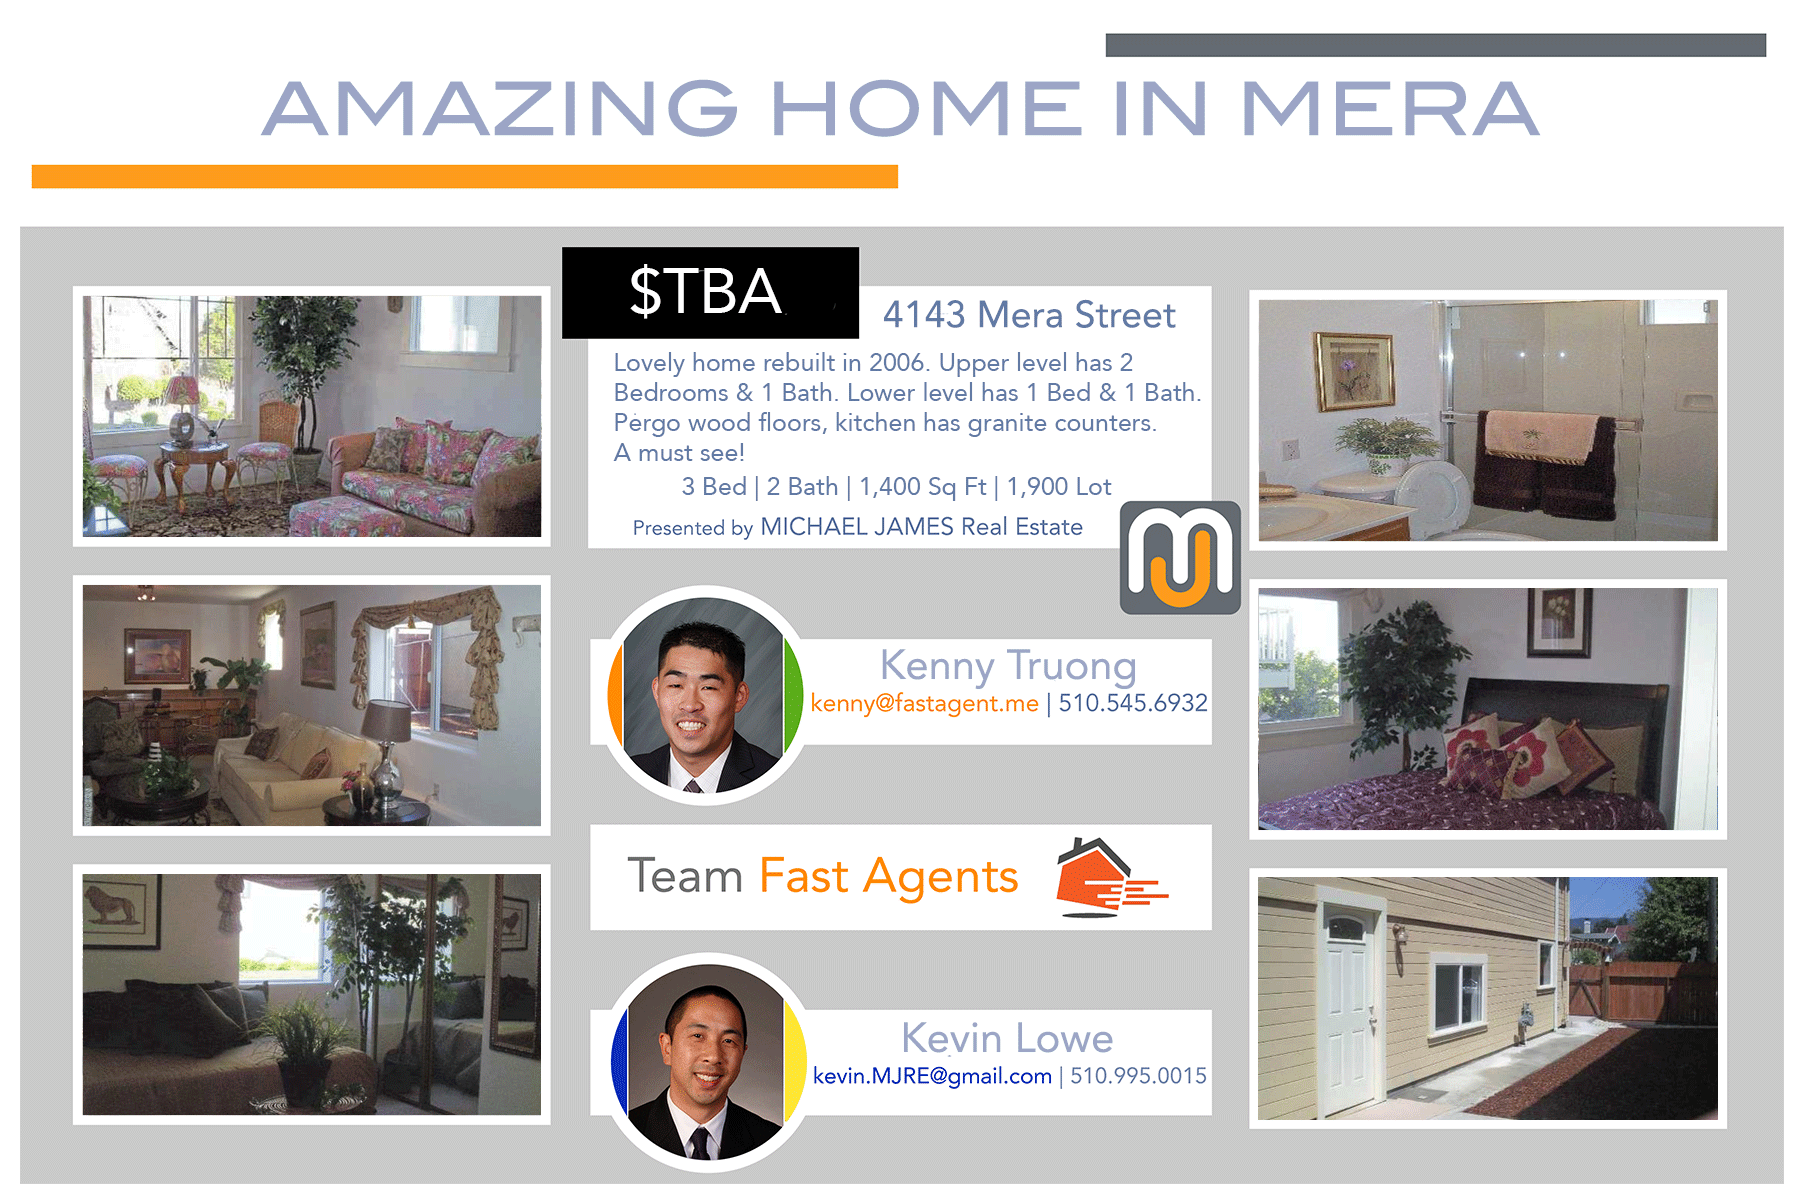 AMAZING HOME IN MERA
$TBA
4143 Mera Street
Lovely home rebuilt in 2006. Upper level has 2
Bedrooms & 1 Bath. Lower level has 1 Bed & 1 Bath.
Pergo wood floors, kitchen has granite counters.
A must see!
3 Bed | 2 Bath | 1,400 Sq Ft | 1,900 Lot
Presented by MICHAEL JAMES Real Estate
Kenny Truong
kenny@fastagent.me | 510.545.6932
Team Fast Agents
Kevin Lowe
kevin.MJRE@gmail.com | 510.995.0015